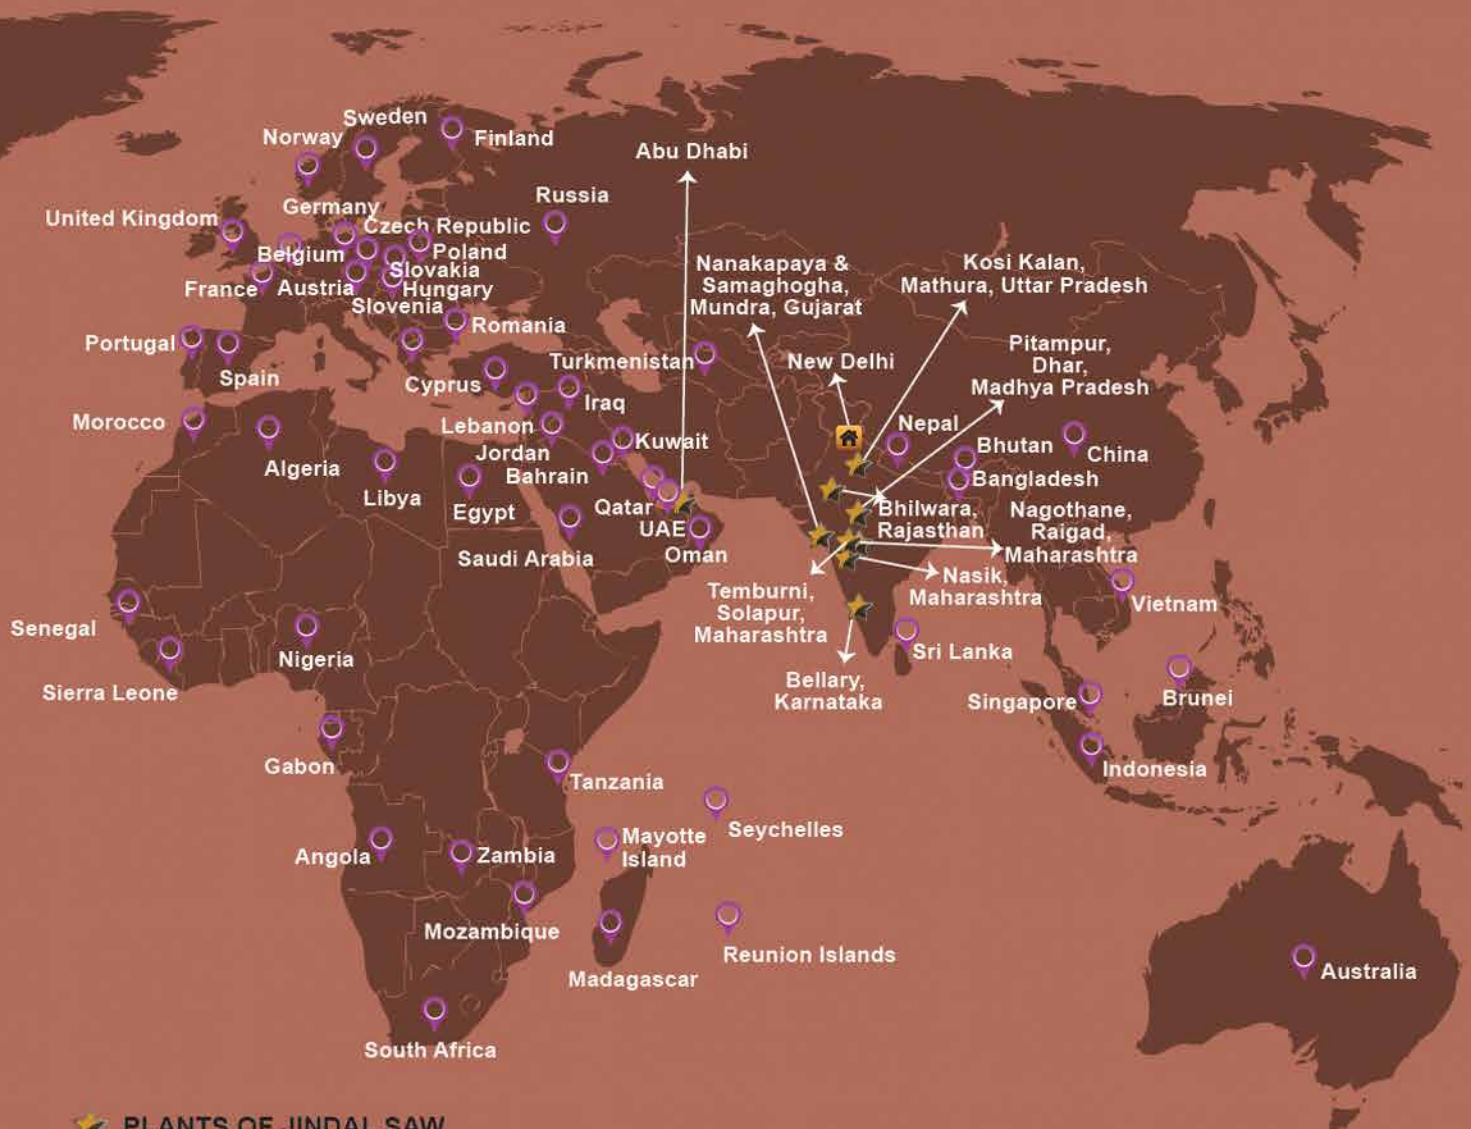 Sweden
Norway
Finland
Abu Dhabi
Russia
Germany
United Kingdom
Czech Republic
Belgium
Poland
Slovakia
France
Austria
Hungary
Slovenia
Nanakapaya &
Samaghogha,
Mundra, Gujarat
Kosi Kalan,
Mathura, Uttar Pradesh
Romania
Portugal
Spain
Turkmenistan
New Delhi
Pitampur,
Dhar,
Madhya Pradesh
Cyprus
Iraq
Morocco
Lebanon
Nepal
Algeria
Jordan
Kuwait
Bhutan
China
Bahrain
Bangladesh
Libya
Egypt
Qatar
UAE
Oman
Saudi Arabia
Bhilwara,
Rajasthan
Nagothane,
Raigad,
Maharashtra
Nasik,
Maharashtra
Temburni,
Solapur,
Maharashtra
Vietnam
Senegal
Nigeria
Sri Lanka
Sierra Leone
Bellary,
Karnataka
Singapore
Brunei
Gabon
Indonesia
Tanzania
Seychelles
Mayotte
Island
Angola
Zambia
Mozambique
Reunion Islands
Madagascar
Australia
South Africa
PLANTS OF JINDAL SAW